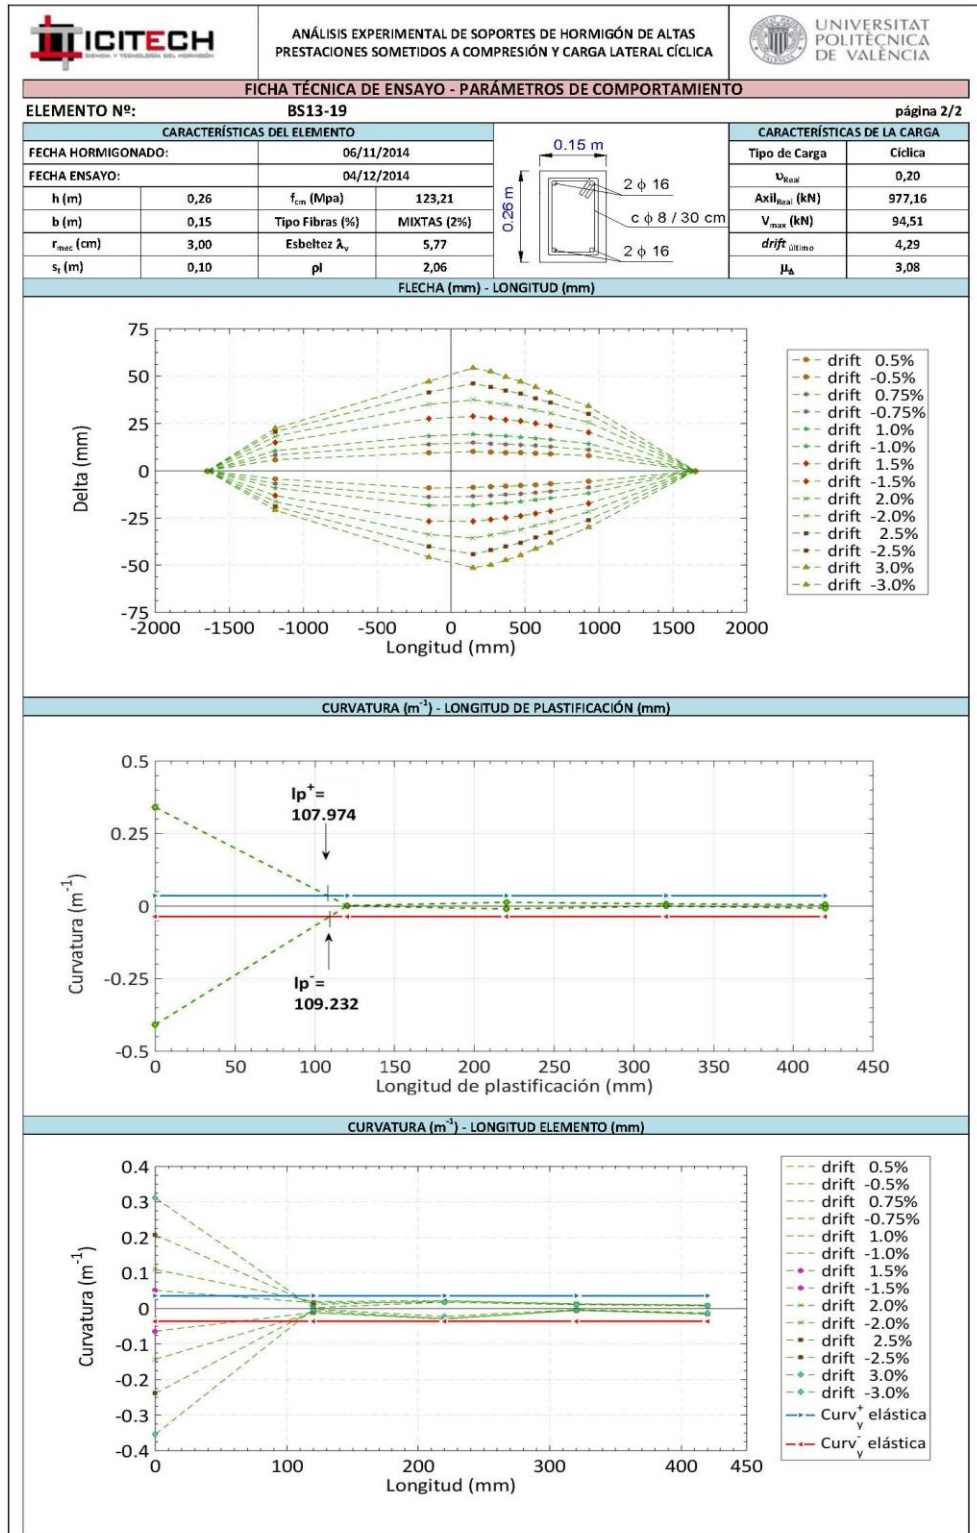 ICITECH
CIENCIA Y TECNOLOGÍA DEL HORMIGÓN
ANÁLISIS EXPERIMENTAL DE SOPORTES DE HORMIGÓN DE ALTAS
PRESTACIONES SOMETIDOS A COMPRESIÓN Y CARGA LATERAL CÍCLICA
UNIVERSITAT
POLITÈCNICA
DE VALÈNCIA
FICHA TÉCNICA DE ENSAYO - PARÁMETROS DE COMPORTAMIENTO
ELEMENTO Nº: BS13-19 página 2/2
CARACTERÍSTICAS DEL ELEMENTO
FECHA HORMIGONADO: 06/11/2014
FECHA ENSAYO: 04/12/2014
h (m) 0,26 fcm (Mpa) 123,21
b (m) 0,15 Tipo Fibras (%) MIXTAS (2%)
rmec (cm) 3,00 Esbeltez λv 5,77
st (m) 0,10 ρl 2,06
0.15 m
0.26 m
2 ϕ 16
c ϕ 8 / 30 cm
2 ϕ 16
CARACTERÍSTICAS DE LA CARGA
Tipo de Carga Cíclica
υReal 0,20
AxilReal (kN) 977,16
Vmax (kN) 94,51
drift último 4,29
μΔ 3,08
FLECHA (mm) - LONGITUD (mm)
75
50
25
0
-25
-50
-75
Delta (mm)
-2000 -1500 -1000 -500 0 500 1000 1500 2000
Longitud (mm)
drift 0.5%
drift -0.5%
drift 0.75%
drift -0.75%
drift 1.0%
drift -1.0%
drift 1.5%
drift -1.5%
drift 2.0%
drift -2.0%
drift 2.5%
drift -2.5%
drift 3.0%
drift -3.0%
CURVATURA (m⁻¹) - LONGITUD DE PLASTIFICACIÓN (mm)
0.5
0.25
0
-0.25
-0.5
Curvatura (m⁻¹)
lp⁺=
107.974
lp⁻=
109.232
0 50 100 150 200 250 300 350 400 450
Longitud de plastificación (mm)
CURVATURA (m⁻¹) - LONGITUD ELEMENTO (mm)
0.4
0.3
0.2
0.1
0
-0.1
-0.2
-0.3
-0.4
Curvatura (m⁻¹)
0 100 200 300 400 450
Longitud (mm)
drift 0.5%
drift -0.5%
drift 0.75%
drift -0.75%
drift 1.0%
drift -1.0%
drift 1.5%
drift -1.5%
drift 2.0%
drift -2.0%
drift 2.5%
drift -2.5%
drift 3.0%
drift -3.0%
Curvy⁺ elástica
Curvy⁻ elástica